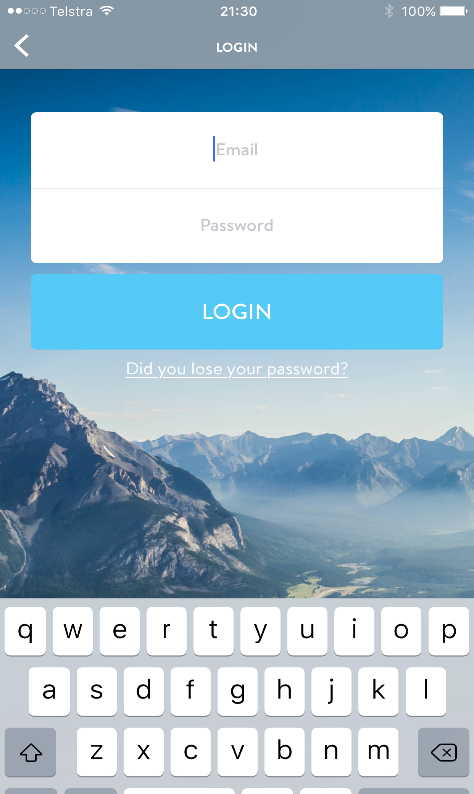 Telstra 21:30 100%
LOGIN
Email
Password
LOGIN
Did you lose your password?
q w e r t y u i o p
a s d f g h j k l
z x c v b n m